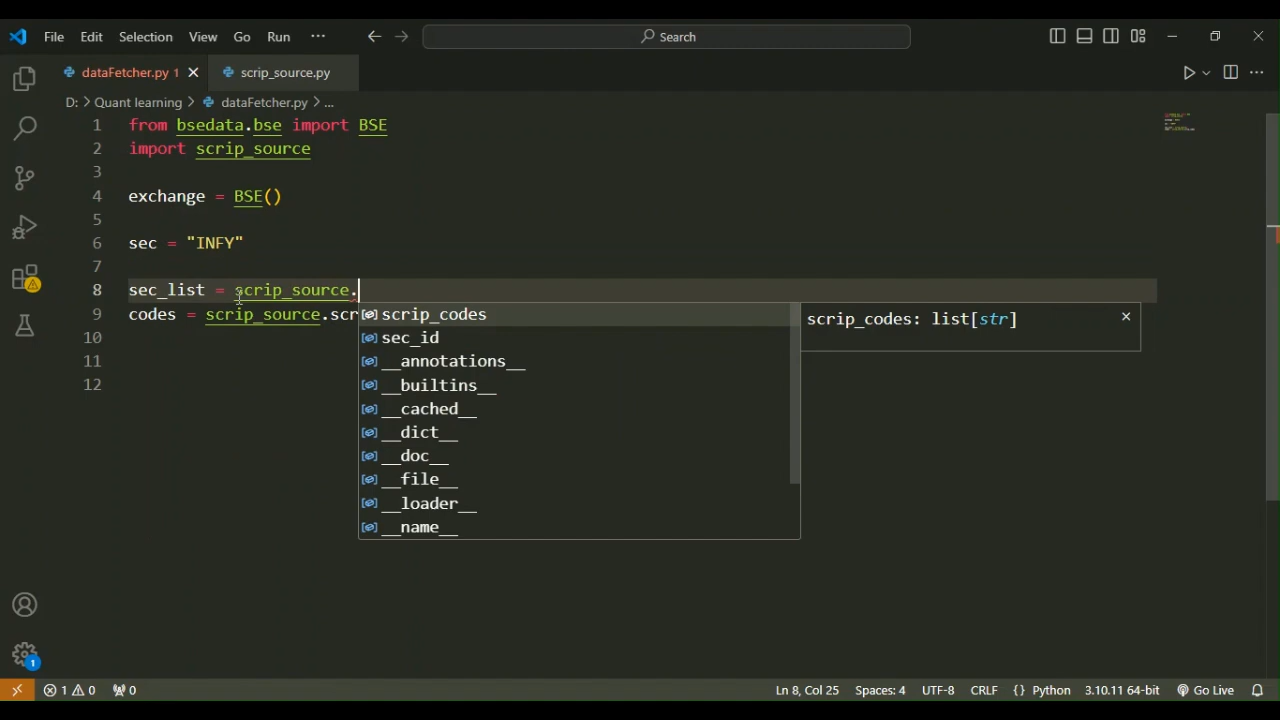 File Edit Selection View Go Run ··· Search
dataFetcher.py 1 scrip_source.py
D: > Quant learning > dataFetcher.py > ...
1 from bsedata.bse import BSE
2 import scrip_source
3
4 exchange = BSE()
5
6 sec = "INFY"
7
8 sec_list = scrip_source.
9 codes = scrip_source.scr
10
11
12
scrip_codes
sec_id
__annotations__
__builtins__
__cached__
__dict__
__doc__
__file__
__loader__
__name__
scrip_codes: list[str]
1
1 0 0 Ln 8, Col 25 Spaces: 4 UTF-8 CRLF {} Python 3.10.11 64-bit Go Live